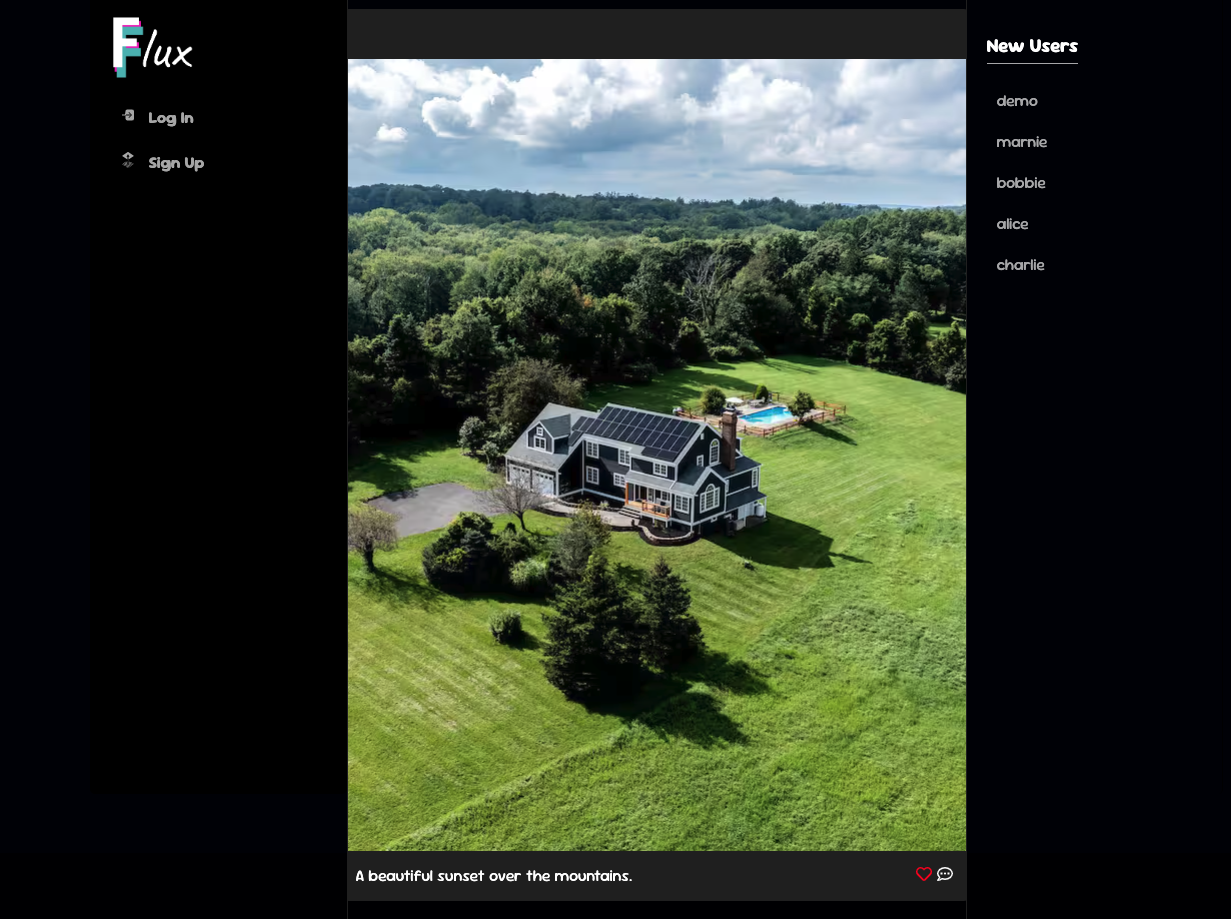 Flux
Log In
Sign Up
A beautiful sunset over the mountains.
New Users
demo
marnie
bobbie
alice
charlie